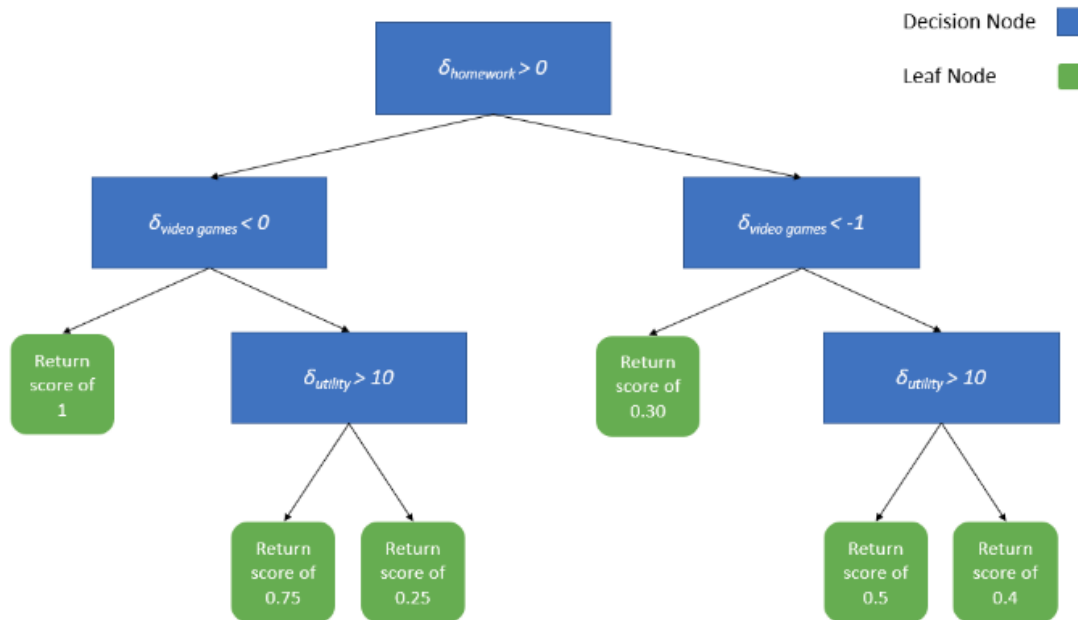 Decision Node
Leaf Node
δhomework > 0
δvideo games < 0
δvideo games < -1
Return
score of
1
δutility > 10
Return
score of
0.30
δutility > 10
Return
score of
0.75
Return
score of
0.25
Return
score of
0.5
Return
score of
0.4